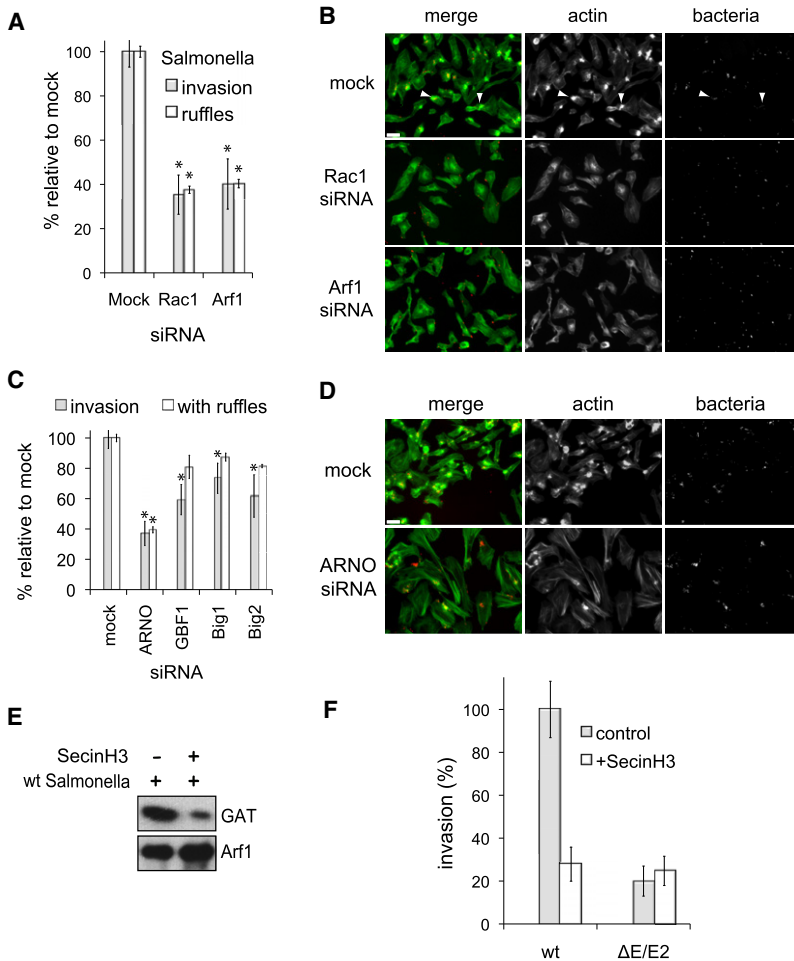 A
% relative to mock
100
80
60
40
20
0
Salmonella
invasion
ruffles
* * * *
Mock Rac1 Arf1
siRNA
B
merge actin bacteria
mock
Rac1
siRNA
Arf1
siRNA
C
invasion with ruffles
% relative to mock
100
80
60
40
20
0
* * * * *
mock ARNO GBF1 Big1 Big2
siRNA
D
merge actin bacteria
mock
ARNO
siRNA
E
SecinH3 - +
wt Salmonella + +
GAT
Arf1
F
invasion (%)
100
80
60
40
20
0
control
+SecinH3
wt ΔE/E2